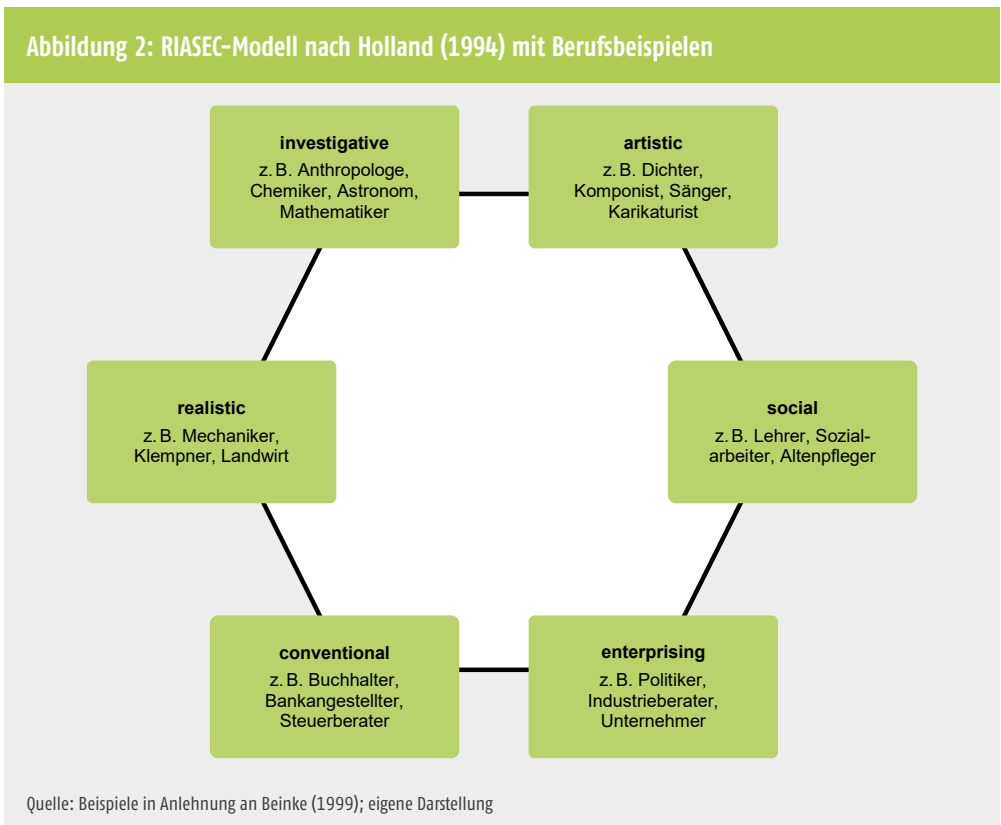 Abbildung 2: RIASEC-Modell nach Holland (1994) mit Berufsbeispielen
investigative
z. B. Anthropologe,
Chemiker, Astronom,
Mathematiker
artistic
z. B. Dichter,
Komponist, Sänger,
Karikaturist
realistic
z. B. Mechaniker,
Klempner, Landwirt
social
z. B. Lehrer, Sozial-
arbeiter, Altenpfleger
conventional
z. B. Buchhalter,
Bankangestellter,
Steuerberater
enterprising
z. B. Politiker,
Industrieberater,
Unternehmer
Quelle: Beispiele in Anlehnung an Beinke (1999); eigene Darstellung